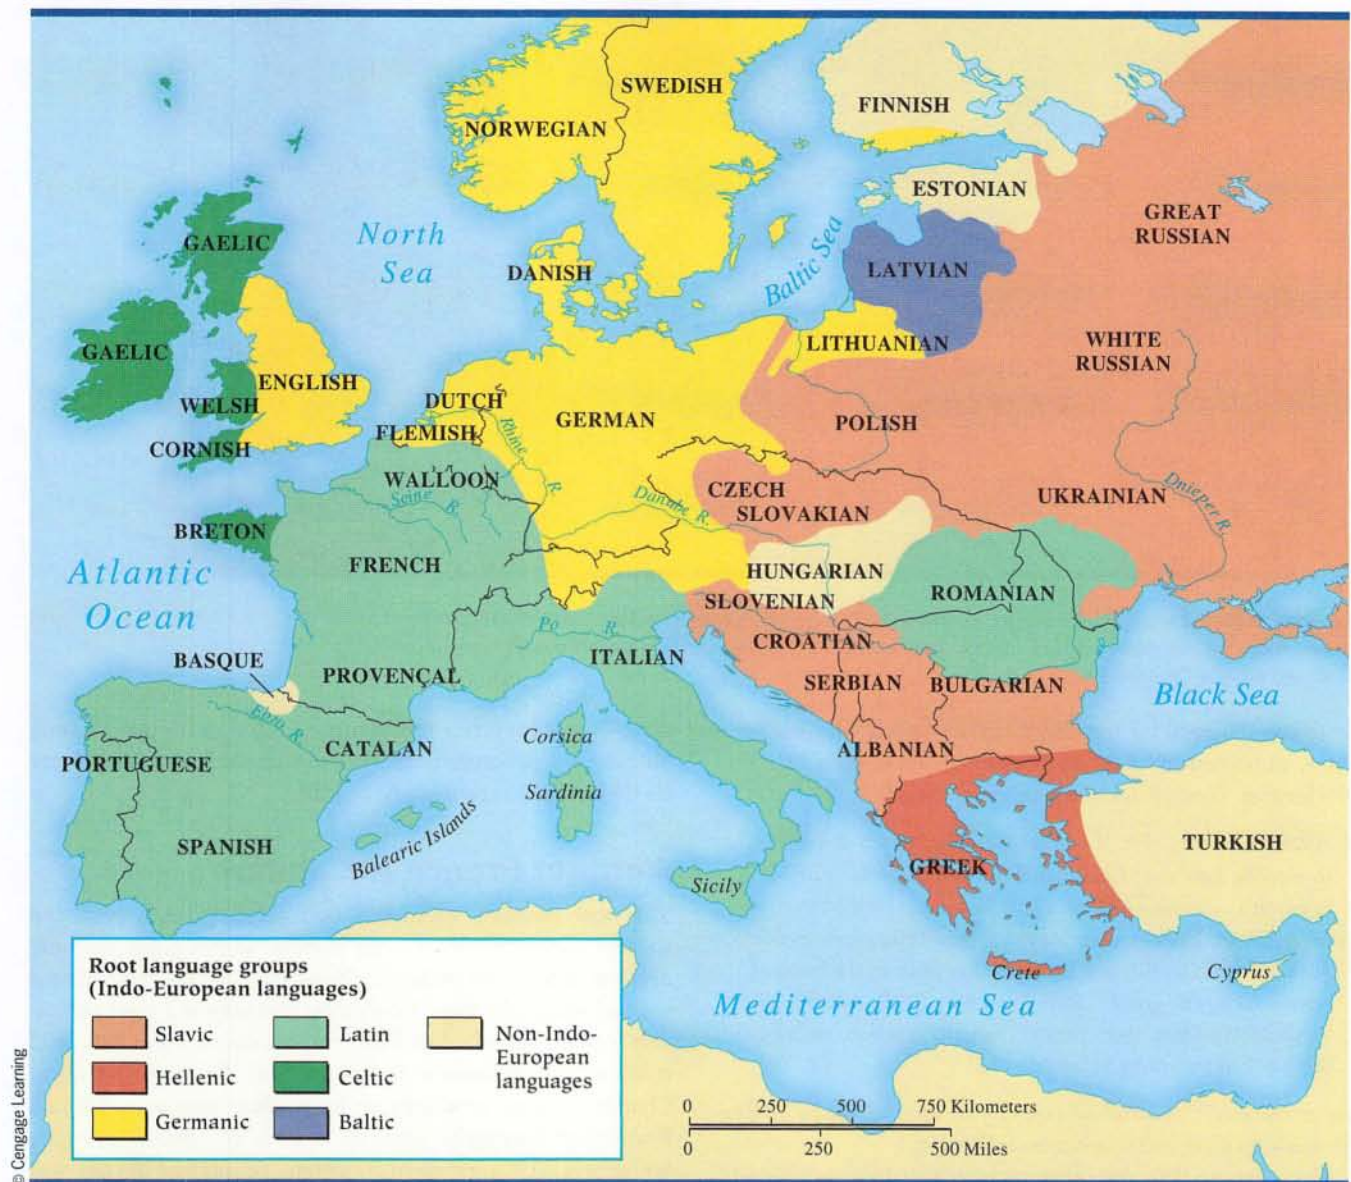 SWEDISH
FINNISH
NORWEGIAN
ESTONIAN
GREAT
RUSSIAN
GAELIC
North
Sea
DANISH
Baltic Sea
LATVIAN
GAELIC
LITHUANIAN
WHITE
RUSSIAN
ENGLISH
WELSH
DUTCH
GERMAN
POLISH
FLEMISH
Rhine
R.
CORNISH
WALLOON
Seine R.
CZECH
SLOVAKIAN
Danube R.
UKRAINIAN
Dnieper R.
BRETON
FRENCH
Atlantic
Ocean
HUNGARIAN
ROMANIAN
SLOVENIAN
Po R.
CROATIAN
BASQUE
ITALIAN
PROVENÇAL
SERBIAN
BULGARIAN
Black Sea
Ebro R.
CATALAN
Corsica
ALBANIAN
PORTUGUESE
Sardinia
Balearic Islands
SPANISH
TURKISH
GREEK
Sicily
Crete
Cyprus
Mediterranean Sea
Root language groups
(Indo-European languages)
Slavic
Latin
Non-Indo-
European
languages
Hellenic
Celtic
Germanic
Baltic
0 250 500 750 Kilometers
0 250 500 Miles
© Cengage Learning